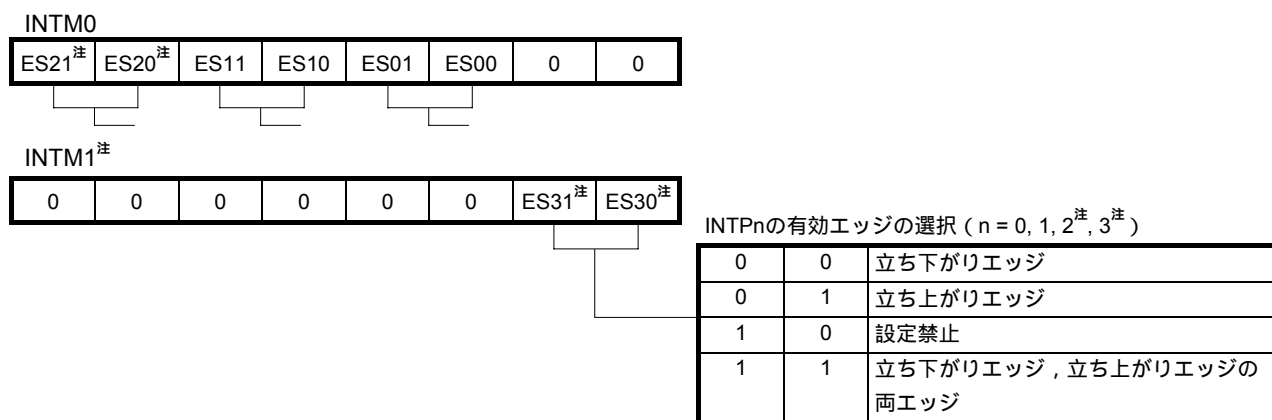 INTM0
ES21注 ES20注 ES11 ES10 ES01 ES00 0 0
INTM1注
0 0 0 0 0 0 ES31注 ES30注
INTPnの有効エッジの選択(n = 0, 1, 2注, 3注)
0 0 立ち下がりエッジ
0 1 立ち上がりエッジ
1 0 設定禁止
1 1 立ち下がりエッジ,立ち上がりエッジの
両エッジ